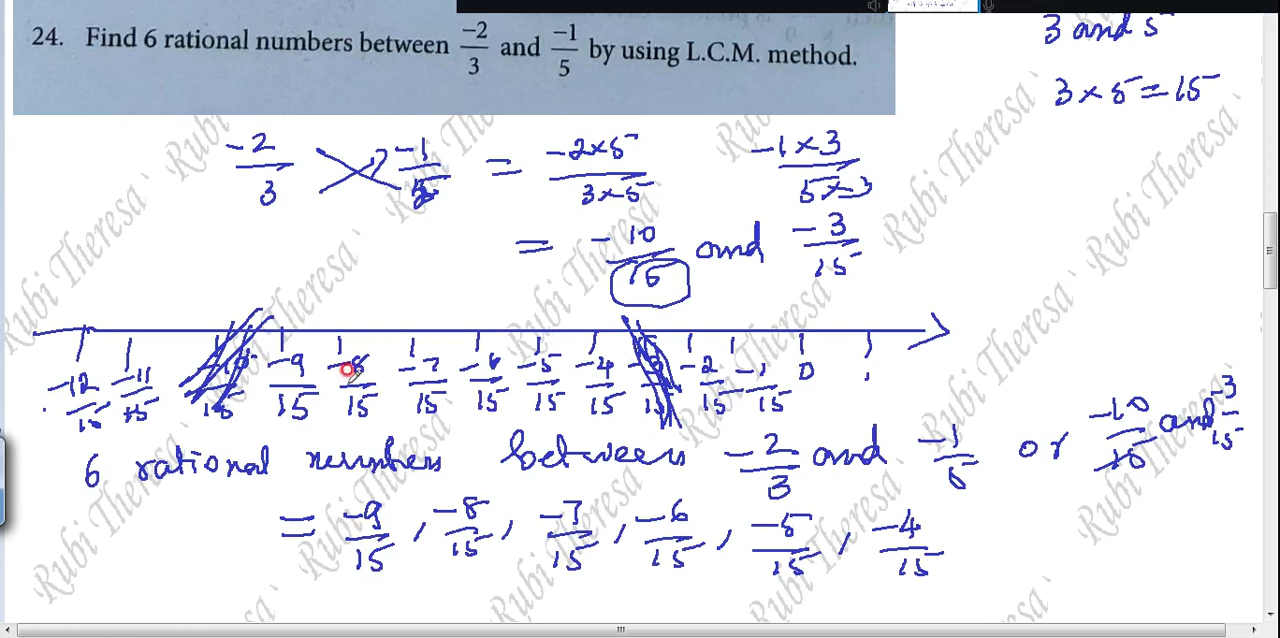 3 and 5
24. Find 6 rational numbers between -2/3 and -1/5 by using L.C.M. method.
3 × 5 = 15
-2/3 -1/5 = -2×5/3×5 -1×3/5×3
= -10/15 and -3/15
-12/15 -11/15 -9/15 -8/15 -7/15 -6/15 -5/15 -4/15 -2/15 -1/15 0 1
6 rational numbers between -2/3 and -1/5 or -10/15 and -3/15
= -9/15, -8/15, -7/15, -6/15, -5/15, -4/15
Rubi Theresa